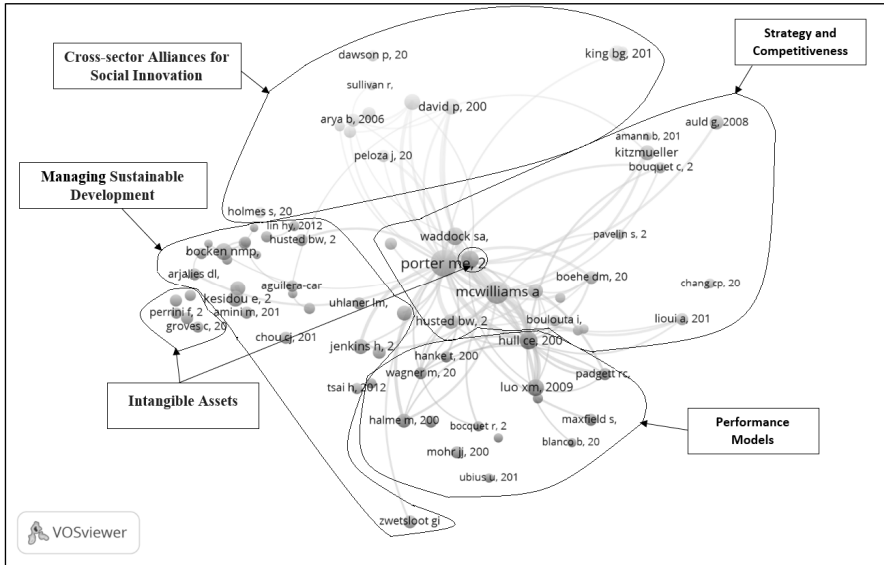 Cross-sector Alliances for
Social Innovation
dawson p, 20
king bg, 201
Strategy and
Competitiveness
sullivan r,
david p, 200
arya b, 2006
auld g, 2008
amann b, 201
kitzmueller
peloza j, 20
bouquet c, 2
Managing Sustainable
Development
holmes s, 20
lin hy, 2012
husted bw, 2
waddock sa,
pavelin s, 2
bocken nmp,
porter me, 2
arjalies dl,
boehe dm, 20
aguilera-car
chang cp, 20
mcwilliams a
kesidou e, 2
uhlaner lm,
perrini f, 2
amini m, 201
groves c, 20
husted bw, 2
boulouta i,
lioui a, 201
chou cj, 201
jenkins h, 2
hull ce, 200
hanke t, 200
Intangible Assets
wagner m, 20
padgett rc,
tsai h, 2012
luo xm, 2009
halme m, 200
bocquet r, 2
maxfield s,
Performance
Models
blanco b, 20
mohr jj, 200
ubius u, 201
zwetsloot gi
VOSviewer